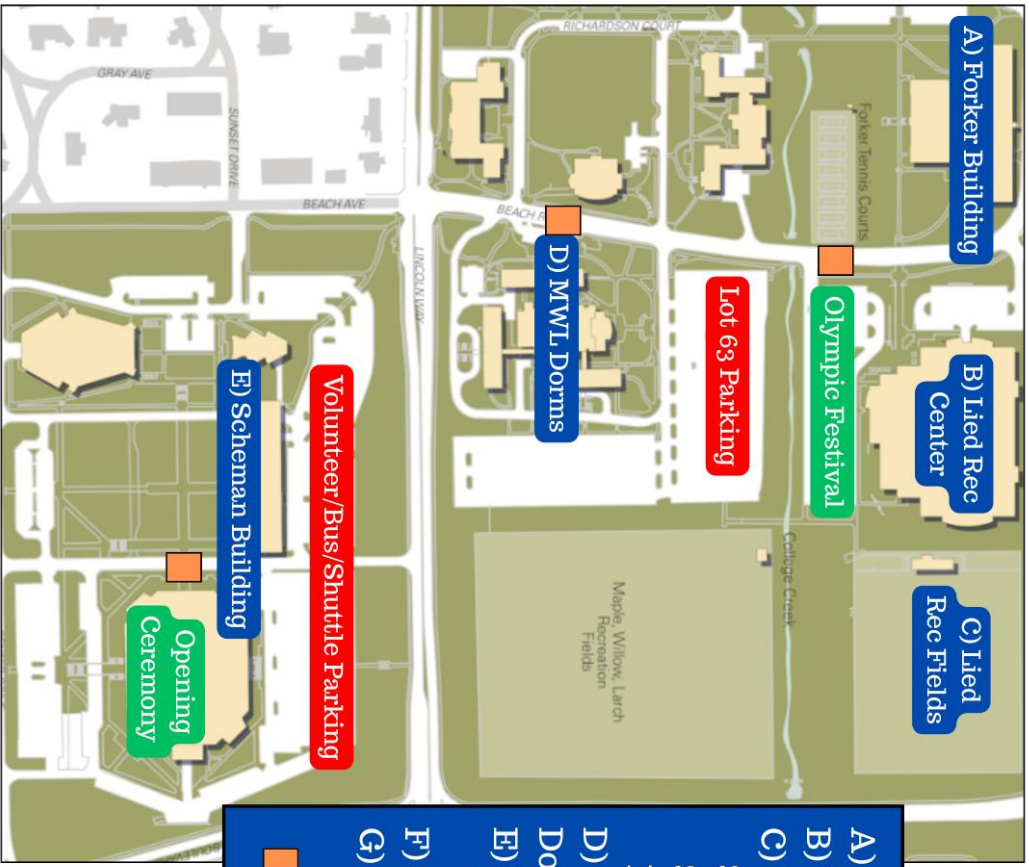 A) Forker Building
B) Lied Rec
Center
C) Lied
Rec Fields
Forker Tennis Courts
Olympic Festival
College Creek
RICHARDSON COURT
Lot 63 Parking
Maple, Willow, Larch
Recreation
Fields
BEACH R
D) MWL Dorms
LINCOLN WAY
BEACH AVE
GRAY AVE
SUNSET DRIVE
Volunteer/Bus/Shuttle Parking
E) Scheman Building
Opening
Ceremony
A)
B)
C)
D)
Do
E)
F)
G)